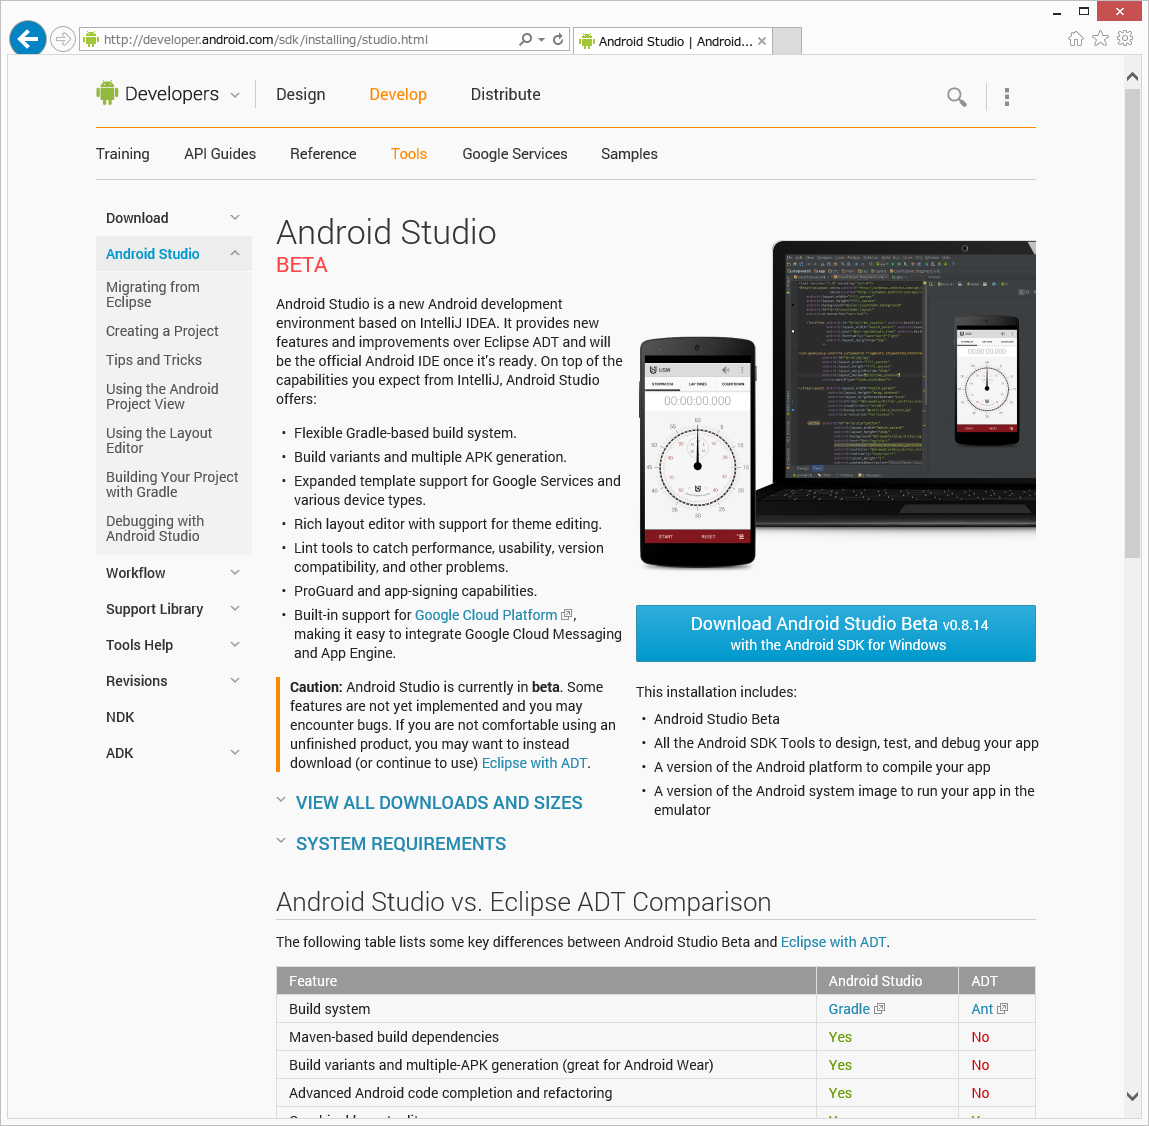 http://developer.android.com/sdk/installing/studio.html
Android Studio | Android...
Developers
Design
Develop
Distribute
Training
API Guides
Reference
Tools
Google Services
Samples
Download
Android Studio
Migrating from
Eclipse
Creating a Project
Tips and Tricks
Using the Android
Project View
Using the Layout
Editor
Building Your Project
with Gradle
Debugging with
Android Studio
Workflow
Support Library
Tools Help
Revisions
NDK
ADK
Android Studio
BETA
Android Studio is a new Android development
environment based on IntelliJ IDEA. It provides new
features and improvements over Eclipse ADT and will
be the official Android IDE once it's ready. On top of the
capabilities you expect from IntelliJ, Android Studio
offers:
• Flexible Gradle-based build system.
• Build variants and multiple APK generation.
• Expanded template support for Google Services and
various device types.
• Rich layout editor with support for theme editing.
• Lint tools to catch performance, usability, version
compatibility, and other problems.
• ProGuard and app-signing capabilities.
• Built-in support for Google Cloud Platform,
making it easy to integrate Google Cloud Messaging
and App Engine.
Caution: Android Studio is currently in beta. Some
features are not yet implemented and you may
encounter bugs. If you are not comfortable using an
unfinished product, you may want to instead
download (or continue to use) Eclipse with ADT.
VIEW ALL DOWNLOADS AND SIZES
SYSTEM REQUIREMENTS
USW
STOPWATCH LAP TIMES COUNTDOWN
00:00:00.000
START RESET
Download Android Studio Beta v0.8.14
with the Android SDK for Windows
This installation includes:
• Android Studio Beta
• All the Android SDK Tools to design, test, and debug your app
• A version of the Android platform to compile your app
• A version of the Android system image to run your app in the
emulator
Android Studio vs. Eclipse ADT Comparison
The following table lists some key differences between Android Studio Beta and Eclipse with ADT.
Feature Android Studio ADT
Build system Gradle Ant
Maven-based build dependencies Yes No
Build variants and multiple-APK generation (great for Android Wear) Yes No
Advanced Android code completion and refactoring Yes No